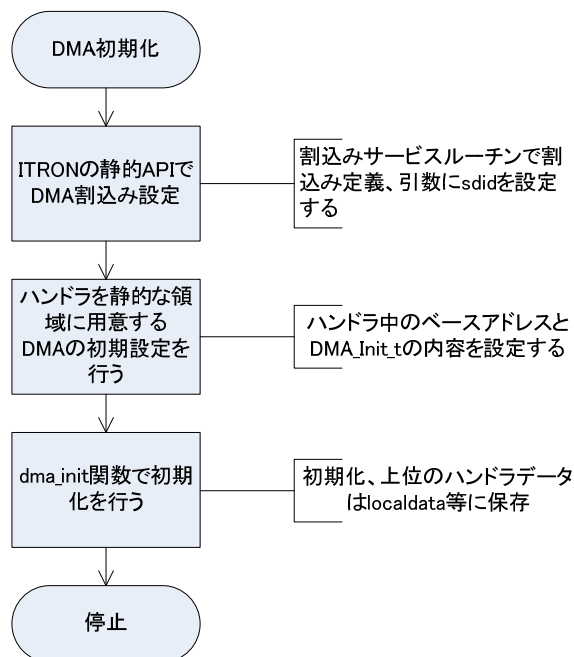 DMA初期化
ITRONの静的APIで
DMA割込み設定
割込みサービスルーチンで割
込み定義、引数にsdidを設定
する
ハンドラを静的な領
域に用意する
DMAの初期設定を
行う
ハンドラ中のベースアドレスと
DMA_Init_tの内容を設定する
dma_init関数で初期
化を行う
初期化、上位のハンドラデータ
はlocaldata等に保存
停止